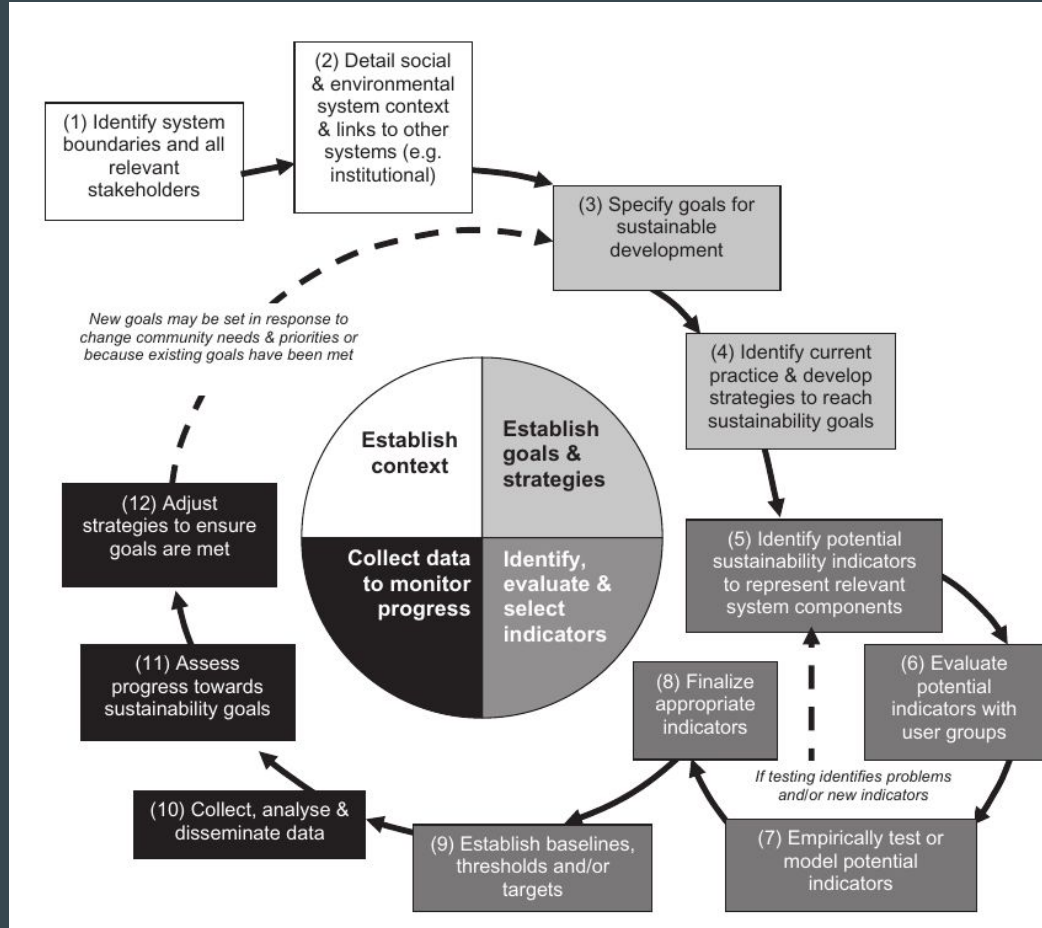 (1) Identify system
boundaries and all
relevant
stakeholders
(2) Detail social
& environmental
system context
& links to other
systems (e.g.
institutional)
(3) Specify goals for
sustainable
development
(4) Identify current
practice & develop
strategies to reach
sustainability goals
(5) Identify potential
sustainability indicators
to represent relevant
system components
(6) Evaluate
potential
indicators with
user groups
(7) Empirically test or
model potential
indicators
If testing identifies problems
and/or new indicators
(8) Finalize
appropriate
indicators
(9) Establish baselines,
thresholds and/or
targets
(10) Collect, analyse &
disseminate data
(11) Assess
progress towards
sustainability goals
(12) Adjust
strategies to ensure
goals are met
New goals may be set in response to
change community needs & priorities or
because existing goals have been met
Establish
context
Establish
goals &
strategies
Collect data
to monitor
progress
Identify,
evaluate &
select
indicators